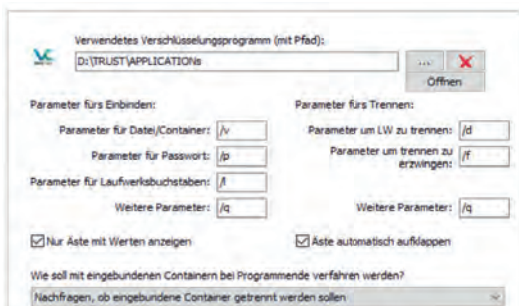 Verwendetes Verschlüsselungsprogramm (mit Pfad):
D:\TRUST\APPLICATIONs
...
Öffnen
Parameter fürs Einbinden:
Parameter fürs Trennen:
Parameter für Datei/Container: /v
Parameter um LW zu trennen: /d
Parameter für Passwort: /p
Parameter um trennen zu erzwingen: /f
Parameter für Laufwerksbuchstaben: /l
Weitere Parameter: /q
Weitere Parameter: /q
Nur Äste mit Werten anzeigen
Äste automatisch aufklappen
Wie soll mit eingebundenen Containern bei Programmende verfahren werden?
Nachfragen, ob eingebundene Container getrennt werden sollen